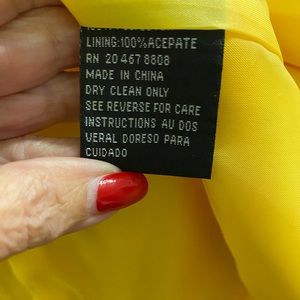 LINING:100%ACEPATE
RN 20 467 8808
MADE IN CHINA
DRY CLEAN ONLY
SEE REVERSE FOR CARE
INSTRUCTIONS AU DOS
VERAL DORESO PARA
CUIDADO